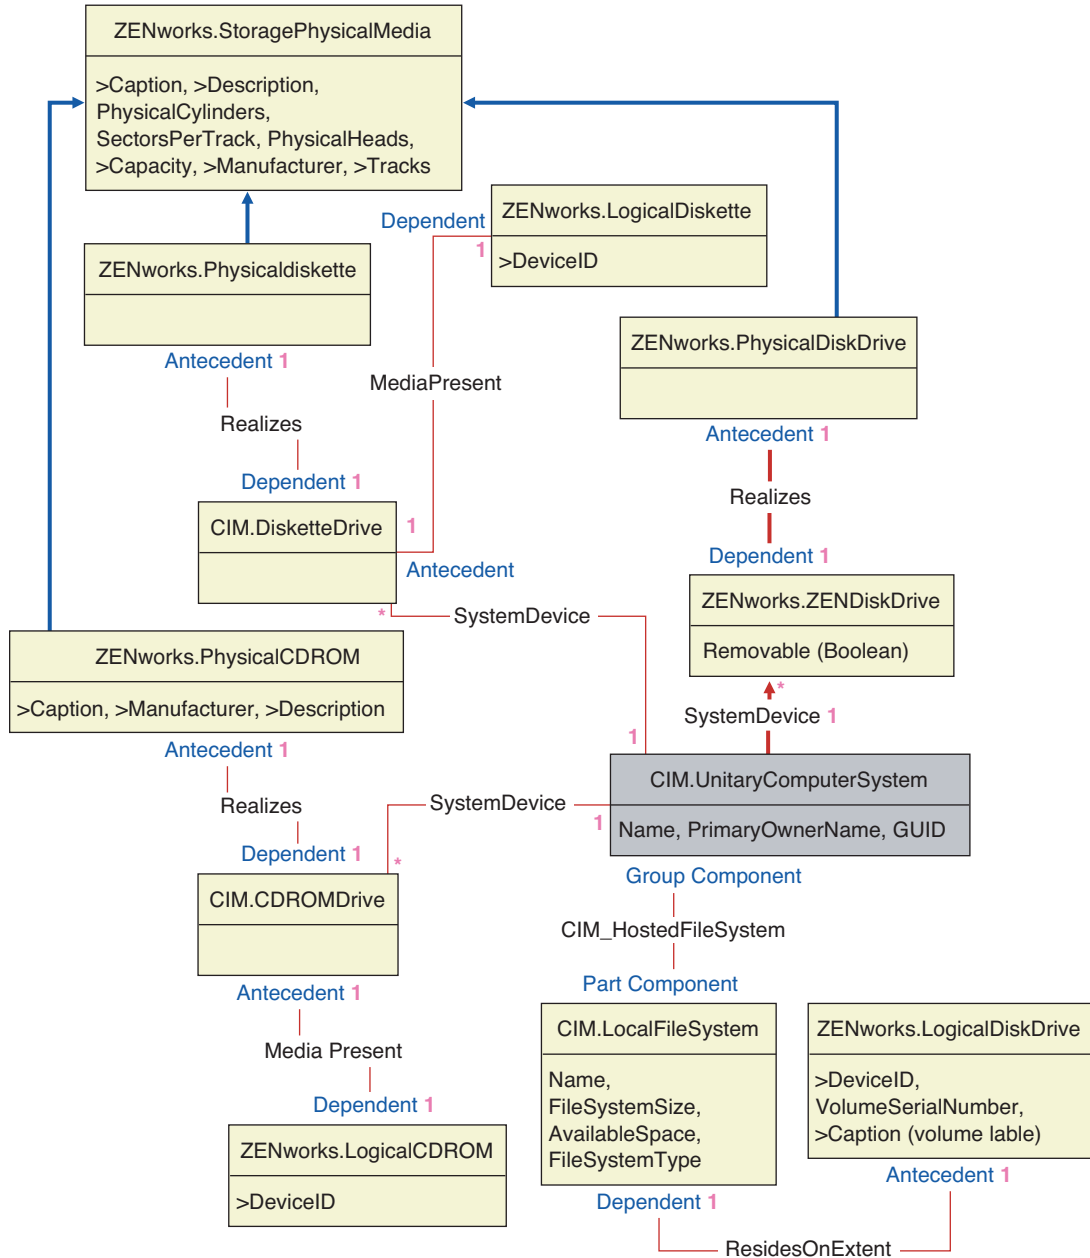 ZENworks.StoragePhysicalMedia
>Caption, >Description,
PhysicalCylinders,
SectorsPerTrack, PhysicalHeads,
>Capacity, >Manufacturer, >Tracks
Dependent
1
ZENworks.LogicalDiskette
>DeviceID
ZENworks.Physicaldiskette
Antecedent 1
Realizes
Dependent 1
MediaPresent
ZENworks.PhysicalDiskDrive
Antecedent 1
Realizes
Dependent 1
CIM.DisketteDrive
1
Antecedent
*
SystemDevice
1
ZENworks.ZENDiskDrive
Removable (Boolean)
*
SystemDevice 1
ZENworks.PhysicalCDROM
>Caption, >Manufacturer, >Description
Antecedent 1
Realizes
Dependent 1
SystemDevice
*
1
CIM.UnitaryComputerSystem
Name, PrimaryOwnerName, GUID
Group Component
CIM_HostedFileSystem
Part Component
CIM.CDROMDrive
Antecedent 1
Media Present
Dependent 1
ZENworks.LogicalCDROM
>DeviceID
CIM.LocalFileSystem
Name,
FileSystemSize,
AvailableSpace,
FileSystemType
Dependent 1
ZENworks.LogicalDiskDrive
>DeviceID,
VolumeSerialNumber,
>Caption (volume lable)
Antecedent 1
ResidesOnExtent